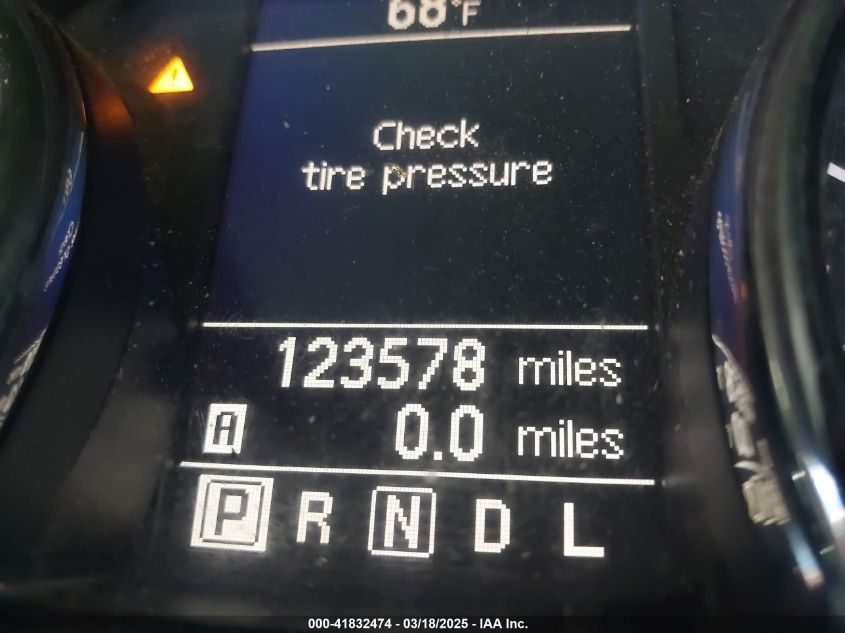 68°F
Check
tire pressure
123578 miles
A 0.0 miles
P R N D L
000-41832474 / 03/18/2025 - IAA Inc.